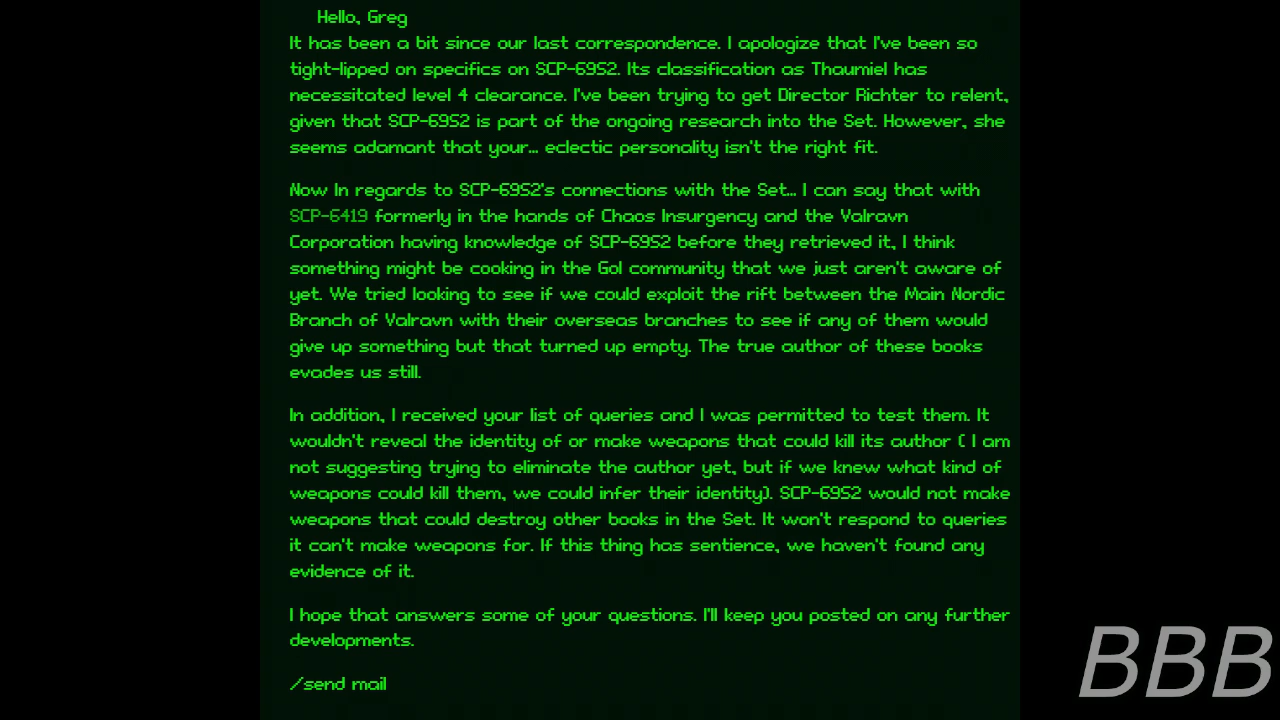 Hello, Greg
It has been a bit since our last correspondence. I apologize that I've been so
tight-lipped on specifics on SCP-6952. Its classification as Thaumiel has
necessitated level 4 clearance. I've been trying to get Director Richter to relent,
given that SCP-6952 is part of the ongoing research into the Set. However, she
seems adamant that your... eclectic personality isn't the right fit.
Now In regards to SCP-6952's connections with the Set... I can say that with
SCP-6419 formerly in the hands of Chaos Insurgency and the Valravn
Corporation having knowledge of SCP-6952 before they retrieved it, I think
something might be cooking in the GoI community that we just aren't aware of
yet. We tried looking to see if we could exploit the rift between the Main Nordic
Branch of Valravn with their overseas branches to see if any of them would
give up something but that turned up empty. The true author of these books
evades us still.
In addition, I received your list of queries and I was permitted to test them. It
wouldn't reveal the identity of or make weapons that could kill its author ( I am
not suggesting trying to eliminate the author yet, but if we knew what kind of
weapons could kill them, we could infer their identity). SCP-6952 would not make
weapons that could destroy other books in the Set. It won't respond to queries
it can't make weapons for. If this thing has sentience, we haven't found any
evidence of it.
I hope that answers some of your questions. I'll keep you posted on any further
developments.
/send mail
BBB